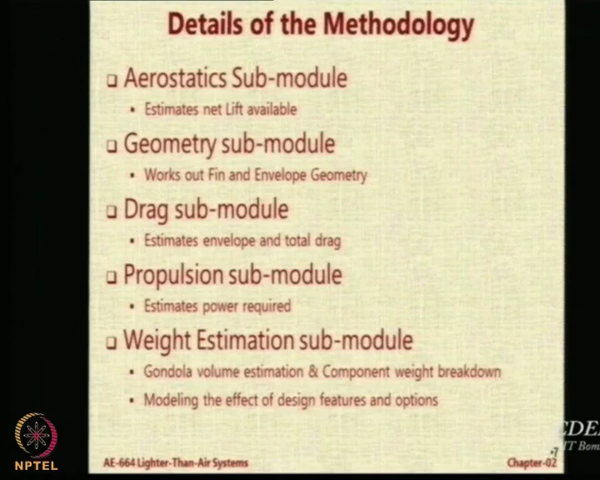 Details of the Methodology
❑ Aerostatics Sub-module
▪ Estimates net Lift available
❑ Geometry sub-module
▪ Works out Fin and Envelope Geometry
❑ Drag sub-module
▪ Estimates envelope and total drag
❑ Propulsion sub-module
▪ Estimates power required
❑ Weight Estimation sub-module
▪ Gondola volume estimation & Component weight breakdown
▪ Modeling the effect of design features and options
NPTEL
AE-664 Lighter-Than-Air Systems
Chapter-02